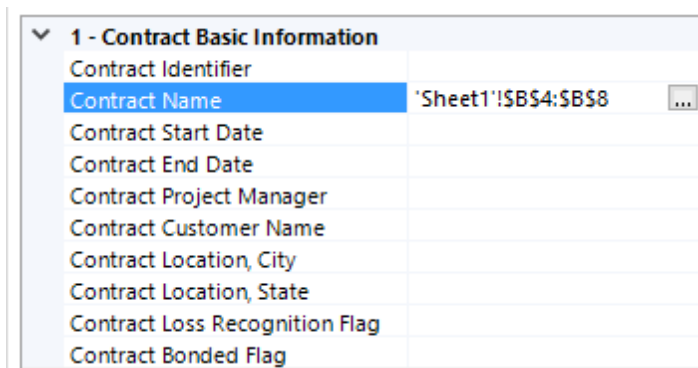 1 - Contract Basic Information
Contract Identifier
Contract Name 'Sheet1'!$B$4:$B$8 ...
Contract Start Date
Contract End Date
Contract Project Manager
Contract Customer Name
Contract Location, City
Contract Location, State
Contract Loss Recognition Flag
Contract Bonded Flag